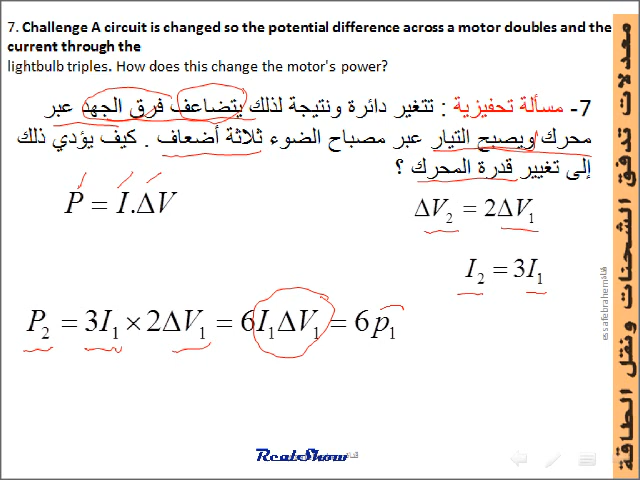 7. Challenge A circuit is changed so the potential difference across a motor doubles and the
current through the
lightbulb triples. How does this change the motor's power?
7- مسألة تحفيزية : تتغير دائرة ونتيجة لذلك يتضاعف فرق الجهد عبر
محرك ويصبح التيار عبر مصباح الضوء ثلاثة أضعاف . كيف يؤدي ذلك
إلى تغيير قدرة المحرك ؟
P = I.ΔV
ΔV₂ = 2ΔV₁
I₂ = 3I₁
P₂ = 3I₁ × 2ΔV₁ = 6I₁ΔV₁ = 6p₁
معدلات تدفق الشحنات ونقل الطاقة
قناة essafebrahem
RealShow
قناة